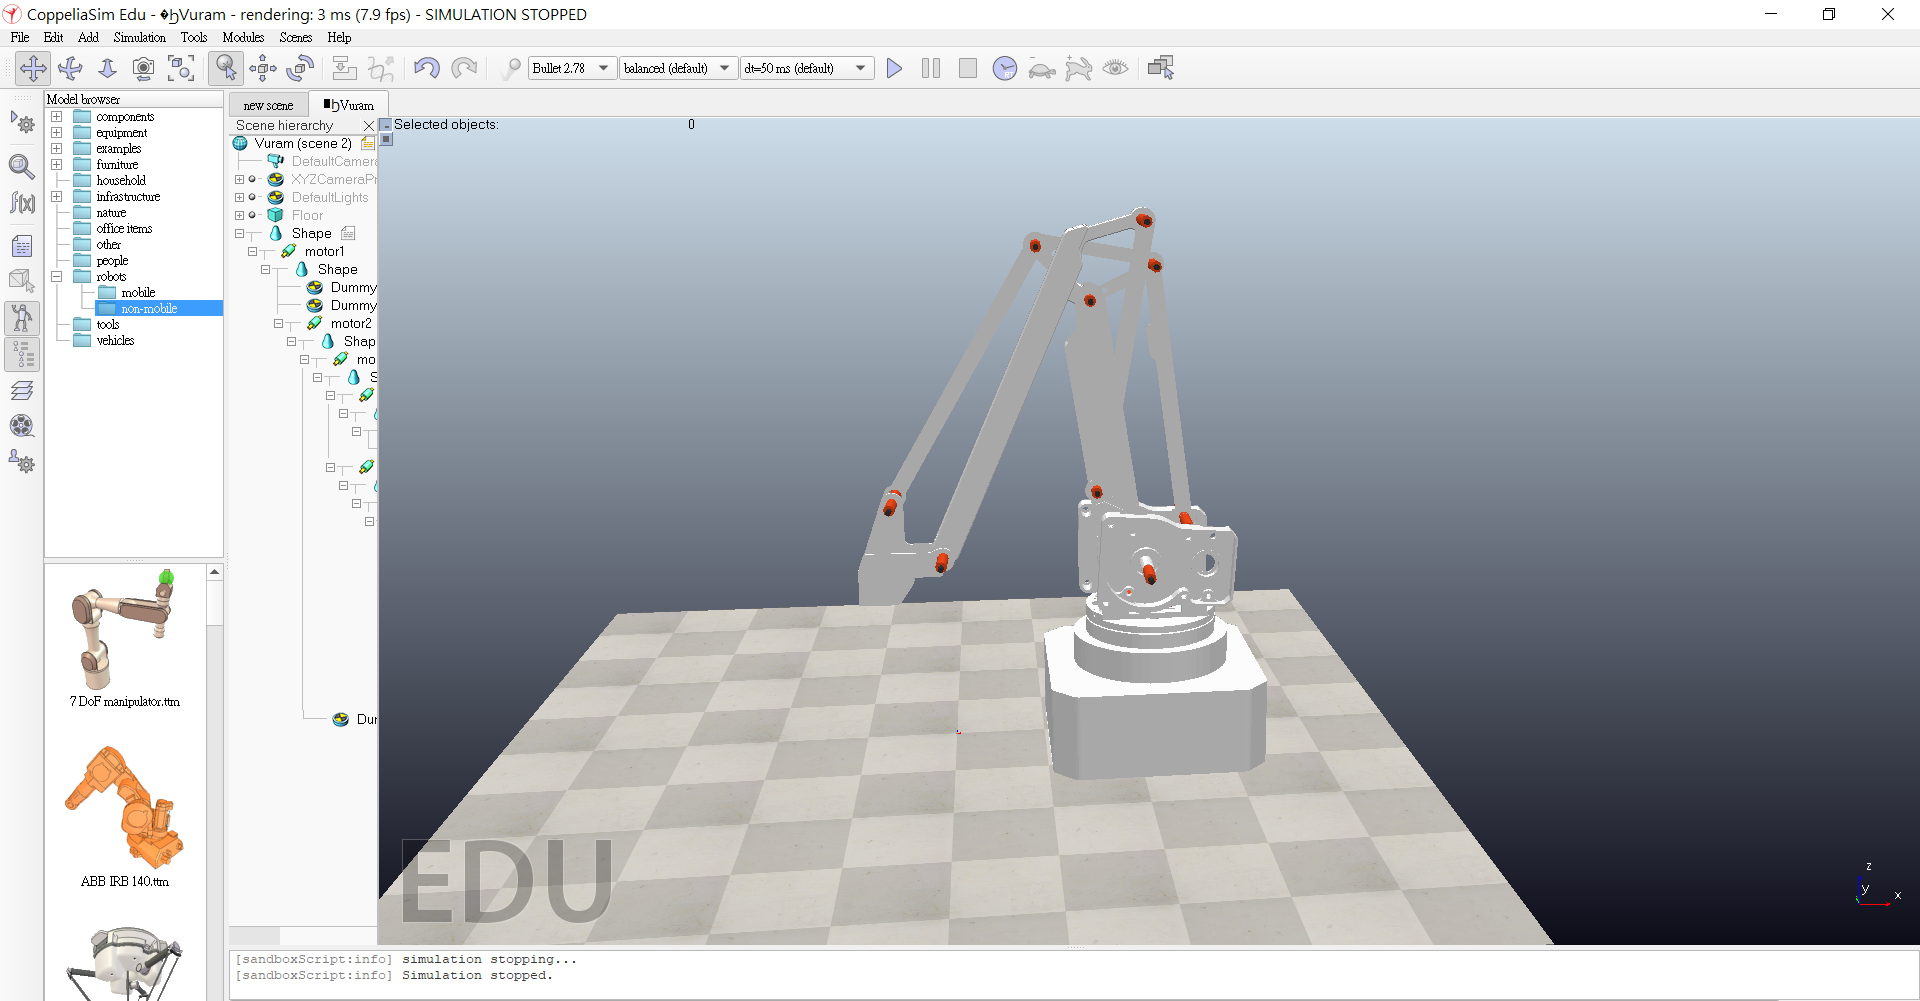 CoppeliaSim Edu - �ђVuram - rendering: 3 ms (7.9 fps) - SIMULATION STOPPED
File Edit Add Simulation Tools Modules Scenes Help
Bullet 2.78 balanced (default) dt=50 ms (default)
Model browser
components
equipment
examples
furniture
household
infrastructure
nature
office items
other
people
robots
mobile
non-mobile
tools
vehicles
7 DoF manipulator.ttm
ABB IRB 140.ttm
new scene ■ђVuram
Scene hierarchy
Vuram (scene 2)
DefaultCamera
XYZCameraPr
DefaultLights
Floor
Shape
motor1
Shape
Dummy
Dummy
motor2
Shap
mo
S
Dur
Selected objects: 0
EDU
z
y
x
[sandboxScript:info] simulation stopping...
[sandboxScript:info] Simulation stopped.